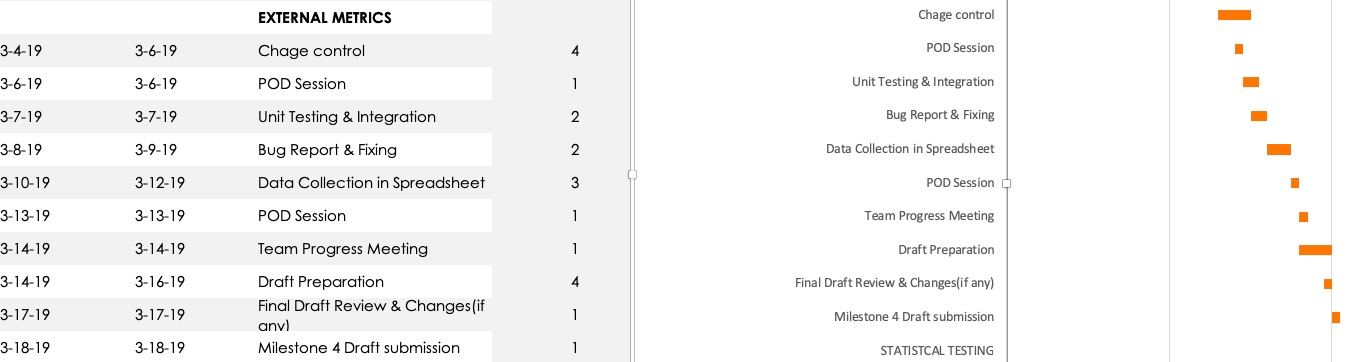 EXTERNAL METRICS
3-4-19 3-6-19 Chage control 4
3-6-19 3-6-19 POD Session 1
3-7-19 3-7-19 Unit Testing & Integration 2
3-8-19 3-9-19 Bug Report & Fixing 2
3-10-19 3-12-19 Data Collection in Spreadsheet 3
3-13-19 3-13-19 POD Session 1
3-14-19 3-14-19 Team Progress Meeting 1
3-14-19 3-16-19 Draft Preparation 4
3-17-19 3-17-19 Final Draft Review & Changes(if 1
any)
3-18-19 3-18-19 Milestone 4 Draft submission 1
Chage control
POD Session
Unit Testing & Integration
Bug Report & Fixing
Data Collection in Spreadsheet
POD Session
Team Progress Meeting
Draft Preparation
Final Draft Review & Changes(if any)
Milestone 4 Draft submission
STATISTCAL TESTING